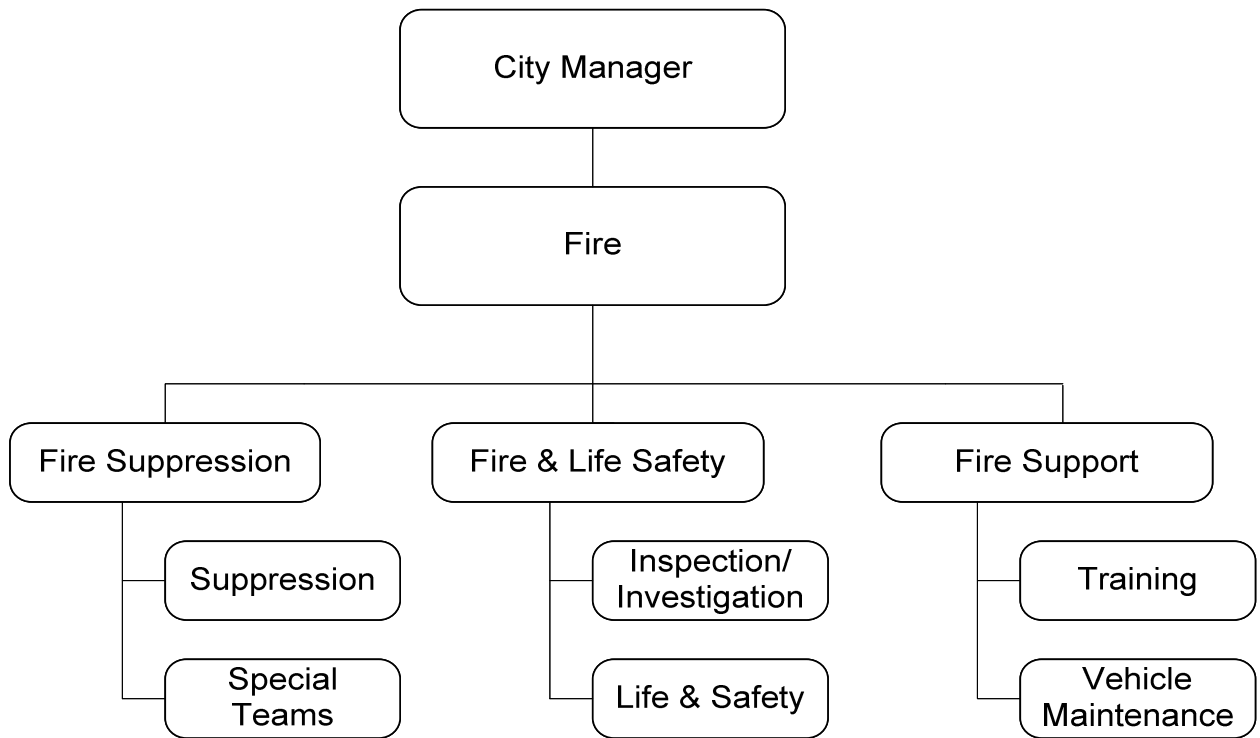 City Manager
Fire
Fire Suppression
Fire & Life Safety
Fire Support
Suppression
Inspection/
Investigation
Training
Special
Teams
Life & Safety
Vehicle
Maintenance